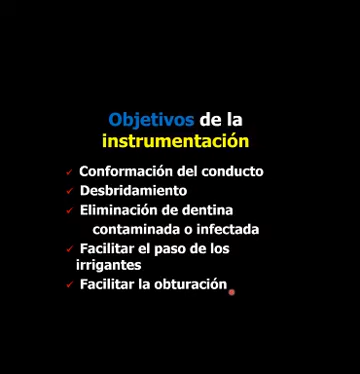 Objetivos de la
instrumentación
✓ Conformación del conducto
✓ Desbridamiento
✓ Eliminación de dentina
contaminada o infectada
✓ Facilitar el paso de los
irrigantes
✓ Facilitar la obturación